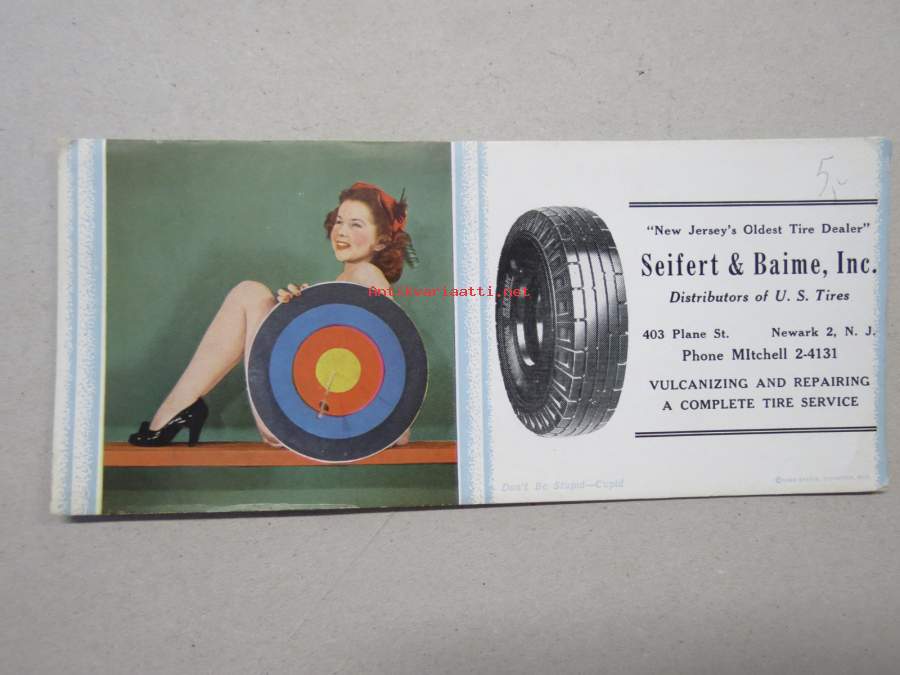 5,-
"New Jersey's Oldest Tire Dealer"
Seifert & Baime, Inc.
Distributors of U. S. Tires
403 Plane St. Newark 2, N. J.
Phone MItchell 2-4131
VULCANIZING AND REPAIRING
A COMPLETE TIRE SERVICE
Don't Be Stupid—Cupid
Antikvariaatti.net